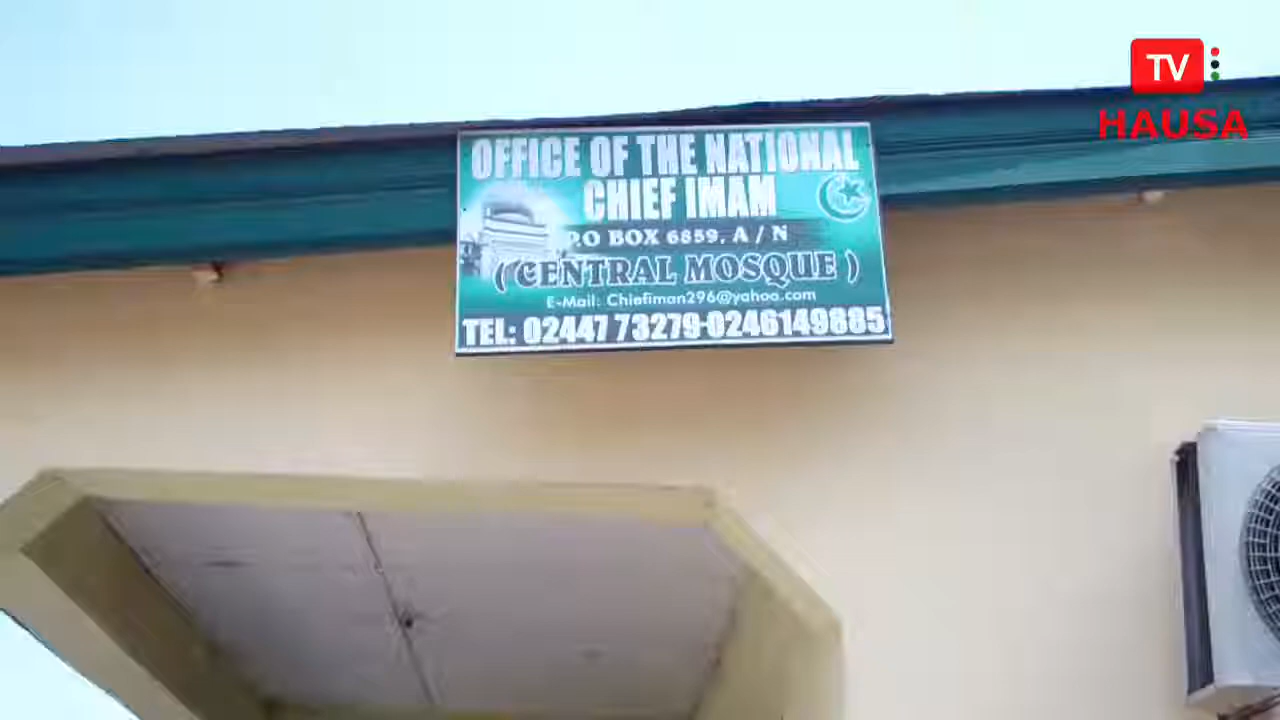 TV
HAUSA
OFFICE OF THE NATIONAL
CHIEF IMAM
P.O BOX 6859, A / N
(CENTRAL MOSQUE)
E-Mail: Chiefiman296@yahoo.com
TEL: 02447 73279-0246149885